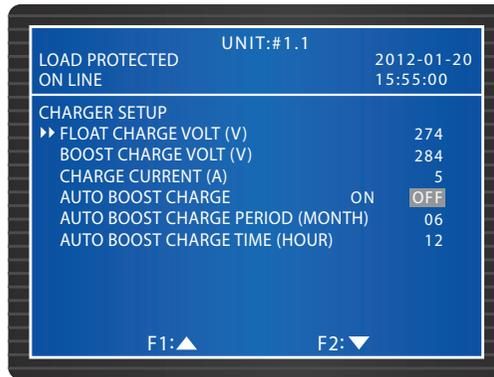 UNIT:#1.1
LOAD PROTECTED 2012-01-20
ON LINE 15:55:00
CHARGER SETUP
FLOAT CHARGE VOLT (V) 274
BOOST CHARGE VOLT (V) 284
CHARGE CURRENT (A) 5
AUTO BOOST CHARGE ON OFF
AUTO BOOST CHARGE PERIOD (MONTH) 06
AUTO BOOST CHARGE TIME (HOUR) 12
F1:▲ F2:▼